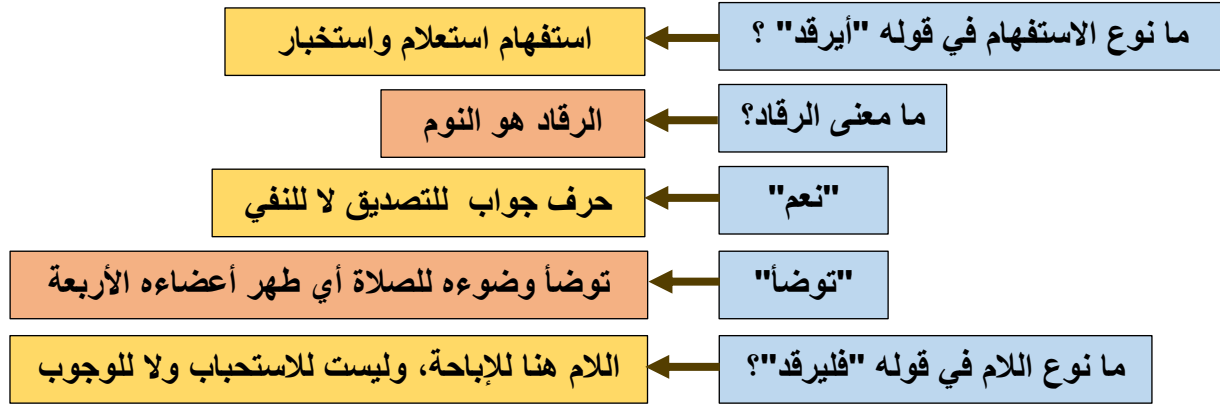 ما نوع الاستفهام في قوله "أيرقد" ؟
استفهام استعلام واستخبار
ما معنى الرقاد؟
الرقاد هو النوم
"نعم"
حرف جواب للتصديق لا للنفي
"توضأ"
توضأ وضوءه للصلاة أي طهر أعضاءه الأربعة
ما نوع اللام في قوله "فليرقد"؟
اللام هنا للإباحة، وليست للاستحباب ولا للوجوب